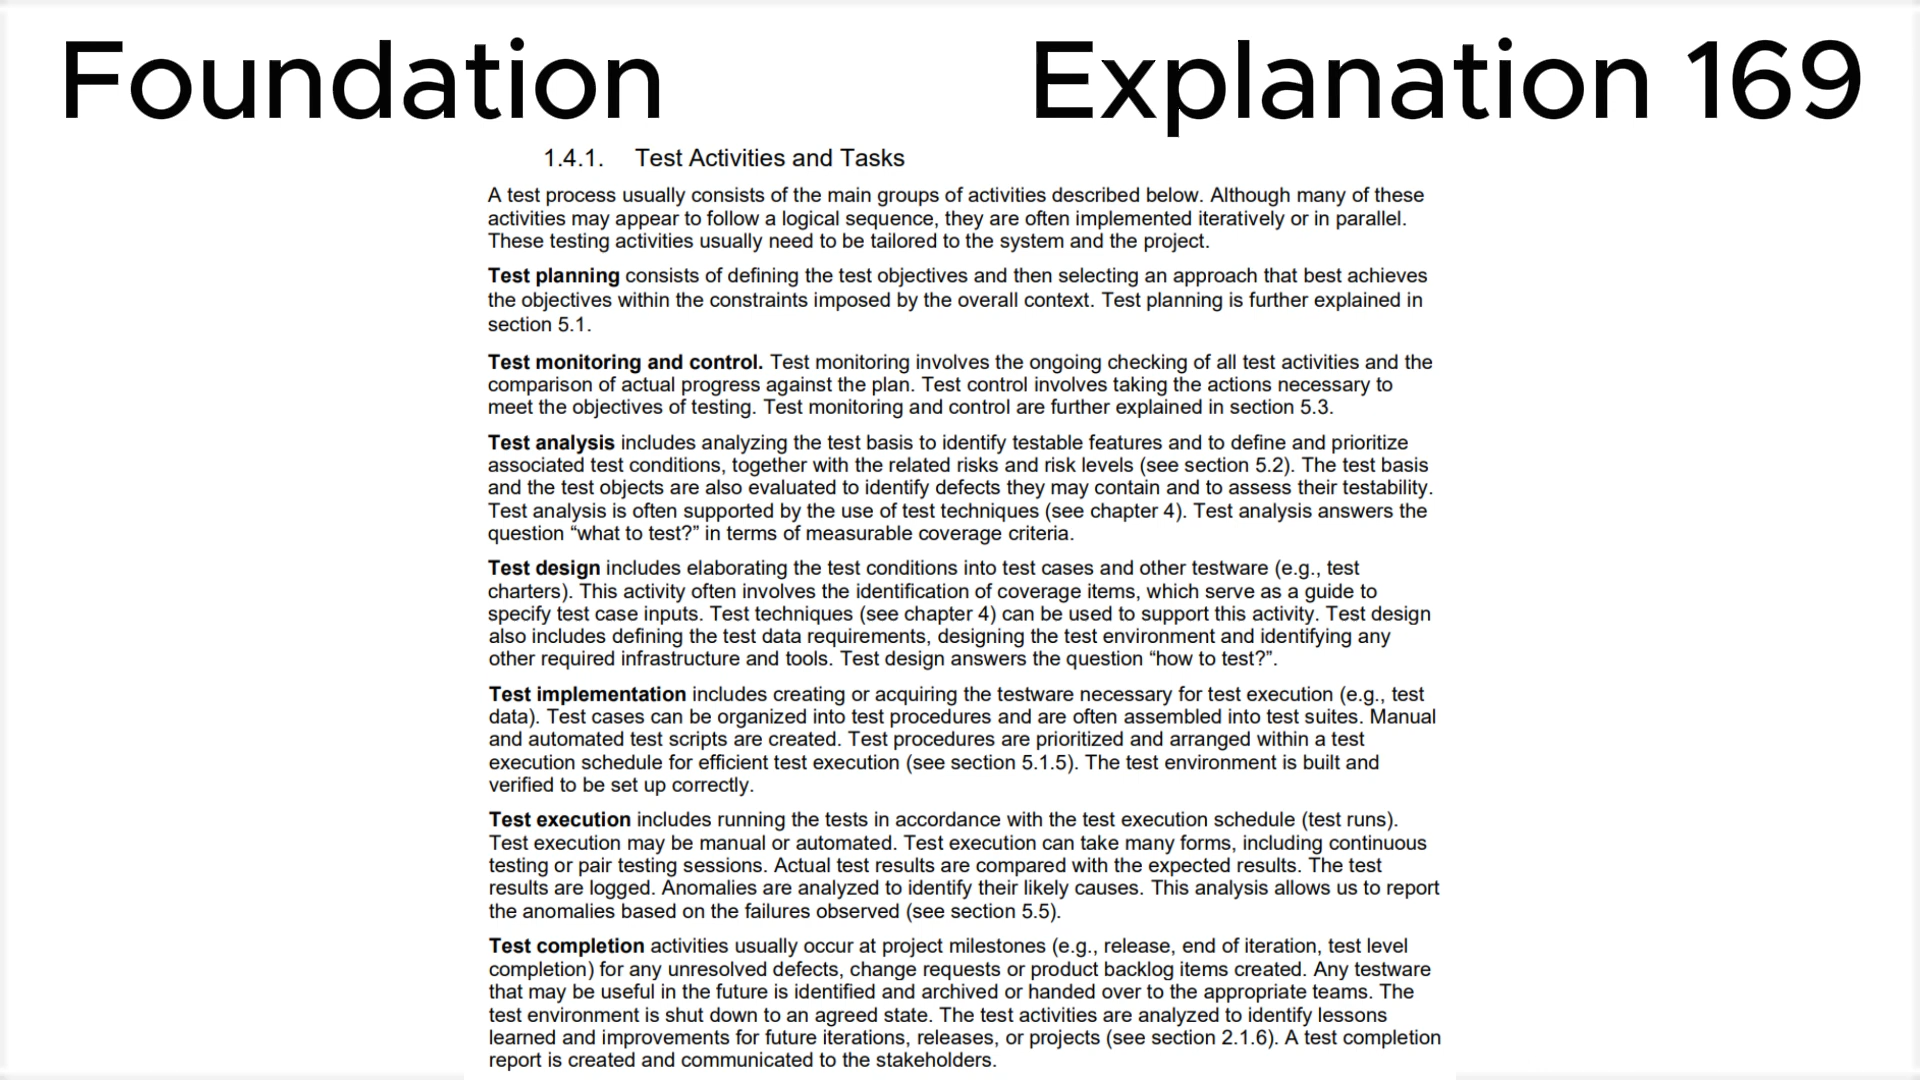 Foundation
Explanation 169
1.4.1. Test Activities and Tasks
A test process usually consists of the main groups of activities described below. Although many of these
activities may appear to follow a logical sequence, they are often implemented iteratively or in parallel.
These testing activities usually need to be tailored to the system and the project.
Test planning consists of defining the test objectives and then selecting an approach that best achieves
the objectives within the constraints imposed by the overall context. Test planning is further explained in
section 5.1.
Test monitoring and control. Test monitoring involves the ongoing checking of all test activities and the
comparison of actual progress against the plan. Test control involves taking the actions necessary to
meet the objectives of testing. Test monitoring and control are further explained in section 5.3.
Test analysis includes analyzing the test basis to identify testable features and to define and prioritize
associated test conditions, together with the related risks and risk levels (see section 5.2). The test basis
and the test objects are also evaluated to identify defects they may contain and to assess their testability.
Test analysis is often supported by the use of test techniques (see chapter 4). Test analysis answers the
question “what to test?” in terms of measurable coverage criteria.
Test design includes elaborating the test conditions into test cases and other testware (e.g., test
charters). This activity often involves the identification of coverage items, which serve as a guide to
specify test case inputs. Test techniques (see chapter 4) can be used to support this activity. Test design
also includes defining the test data requirements, designing the test environment and identifying any
other required infrastructure and tools. Test design answers the question “how to test?”.
Test implementation includes creating or acquiring the testware necessary for test execution (e.g., test
data). Test cases can be organized into test procedures and are often assembled into test suites. Manual
and automated test scripts are created. Test procedures are prioritized and arranged within a test
execution schedule for efficient test execution (see section 5.1.5). The test environment is built and
verified to be set up correctly.
Test execution includes running the tests in accordance with the test execution schedule (test runs).
Test execution may be manual or automated. Test execution can take many forms, including continuous
testing or pair testing sessions. Actual test results are compared with the expected results. The test
results are logged. Anomalies are analyzed to identify their likely causes. This analysis allows us to report
the anomalies based on the failures observed (see section 5.5).
Test completion activities usually occur at project milestones (e.g., release, end of iteration, test level
completion) for any unresolved defects, change requests or product backlog items created. Any testware
that may be useful in the future is identified and archived or handed over to the appropriate teams. The
test environment is shut down to an agreed state. The test activities are analyzed to identify lessons
learned and improvements for future iterations, releases, or projects (see section 2.1.6). A test completion
report is created and communicated to the stakeholders.